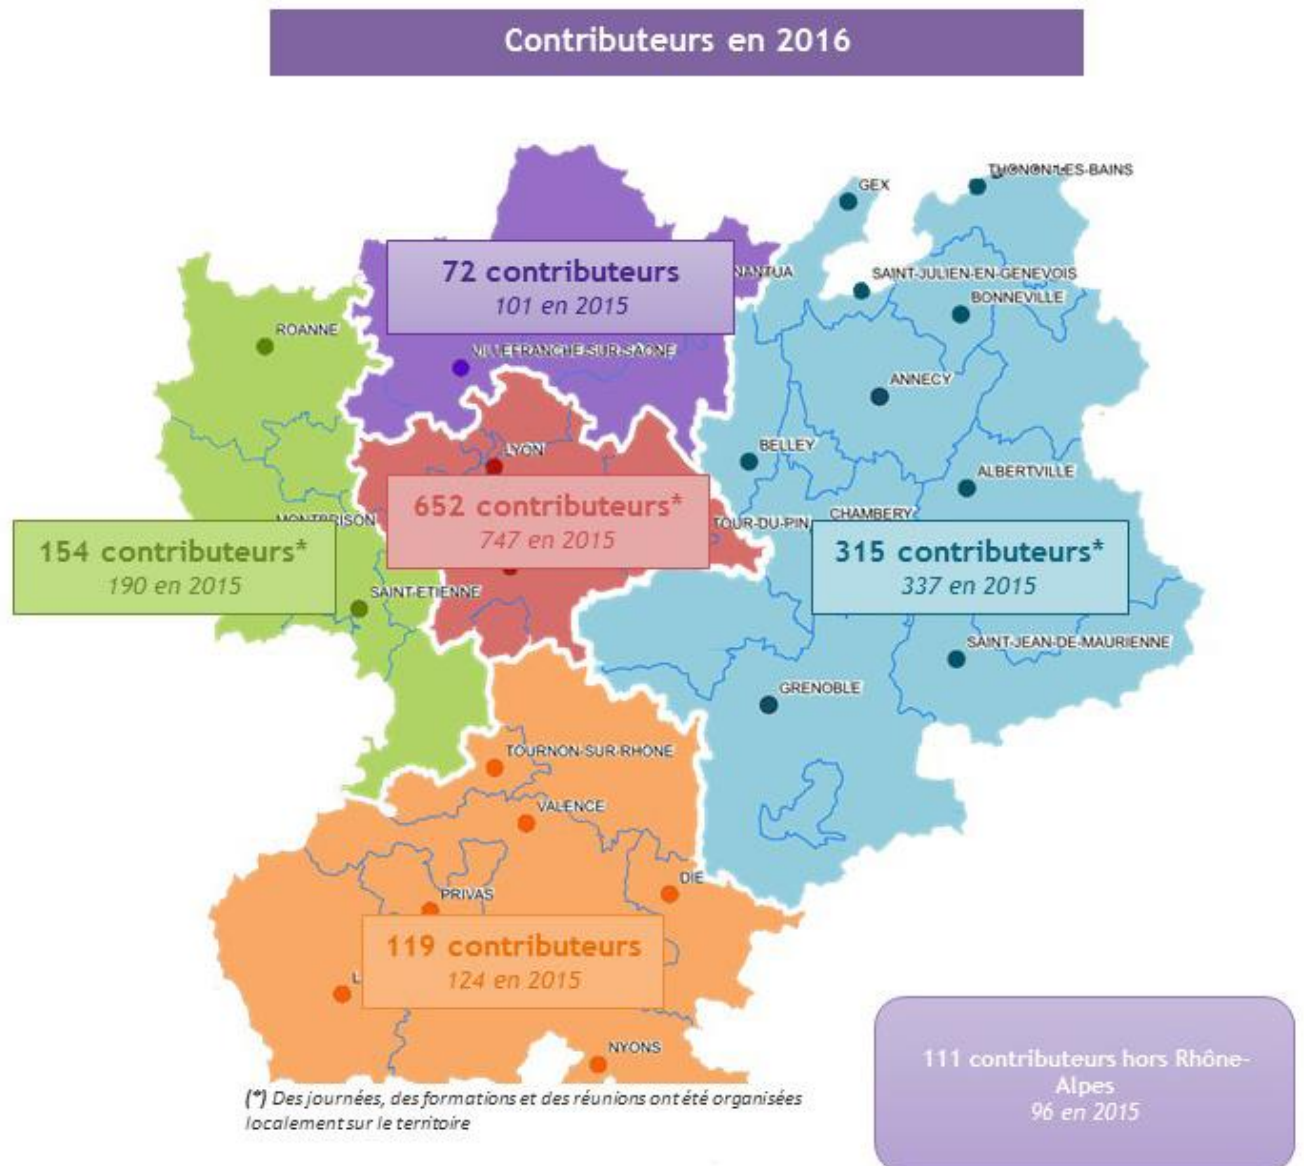 Contributeurs en 2016
THONON-LES-BAINS
GEX
72 contributeurs
101 en 2015
NANTUA
SAINT-JULIEN-EN-GENEVOIS
BONNEVILLE
ROANNE
VILLEFRANCHE-SUR-SAONE
ANNECY
LYON
BELLEY
ALBERTVILLE
652 contributeurs*
747 en 2015
MONTBRISON
TOUR-DU-PIN
CHAMBERY
154 contributeurs*
190 en 2015
315 contributeurs*
337 en 2015
SAINT-ETIENNE
SAINT-JEAN-DE-MAURIENNE
GRENOBLE
TOURNON-SUR-RHONE
VALENCE
DIE
PRIVAS
119 contributeurs
124 en 2015
L
NYONS
111 contributeurs hors Rhône-
Alpes
96 en 2015
(*) Des journées, des formations et des réunions ont été organisées
localement sur le territoire